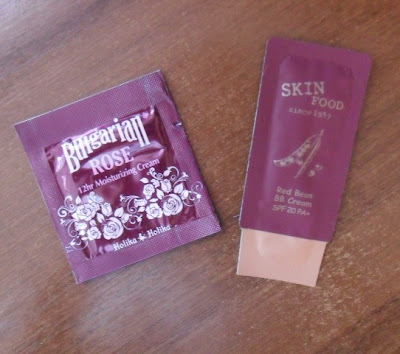 Bulgarian
ROSE
12hr Moisturizing Cream
Holika Holika
SKIN
FOOD
since 1957
Red Bean
BB Cream
SPF 20 PA+